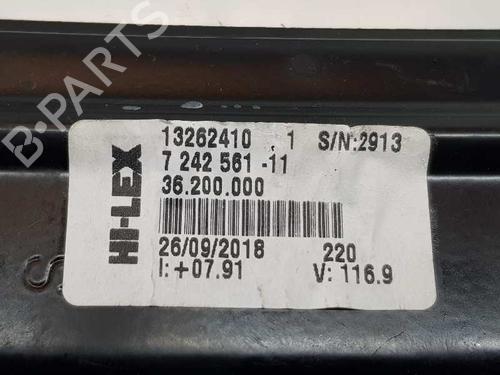 B-PARTS
HI-LEX
13262410 1 S/N:2913
7 242 561 -11
36.200.000
26/09/2018 220
I:+07.91 V: 116.9